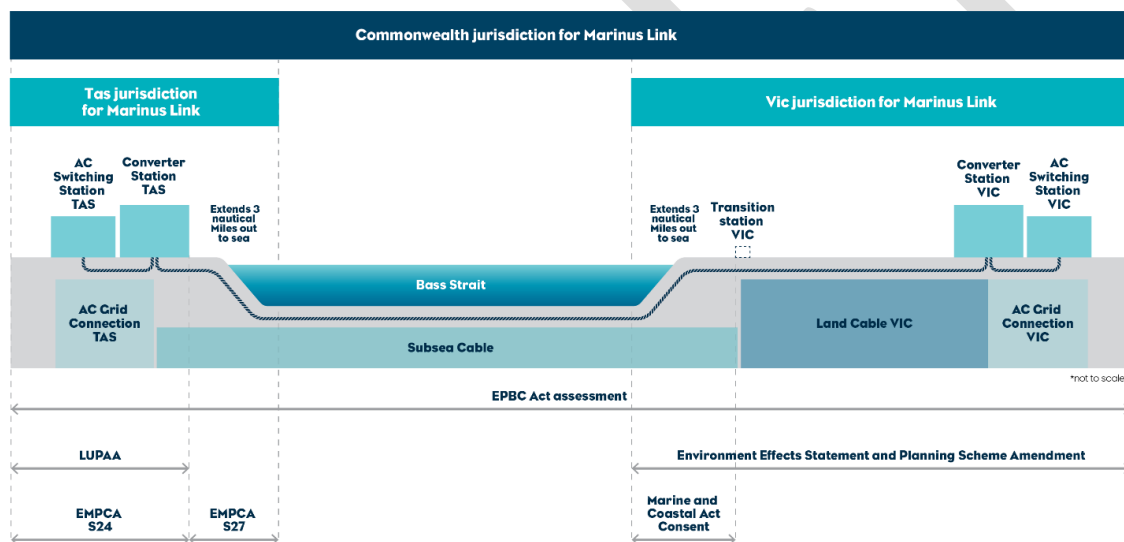 Commonwealth jurisdiction for Marinus Link
Tas jurisdiction
for Marinus Link
Vic jurisdiction for Marinus Link
AC
Switching
Station
TAS
Converter
Station
TAS
Extends 3
nautical
Miles out
to sea
Extends 3
nautical
Miles out
to sea
Transition
station
VIC
Converter
Station
VIC
AC
Switching
Station
VIC
Bass Strait
AC Grid
Connection
TAS
Subsea Cable
Land Cable VIC
AC Grid
Connection
VIC
*not to scale
EPBC Act assessment
LUPAA
Environment Effects Statement and Planning Scheme Amendment
EMPCA
S24
EMPCA
S27
Marine and
Coastal Act
Consent